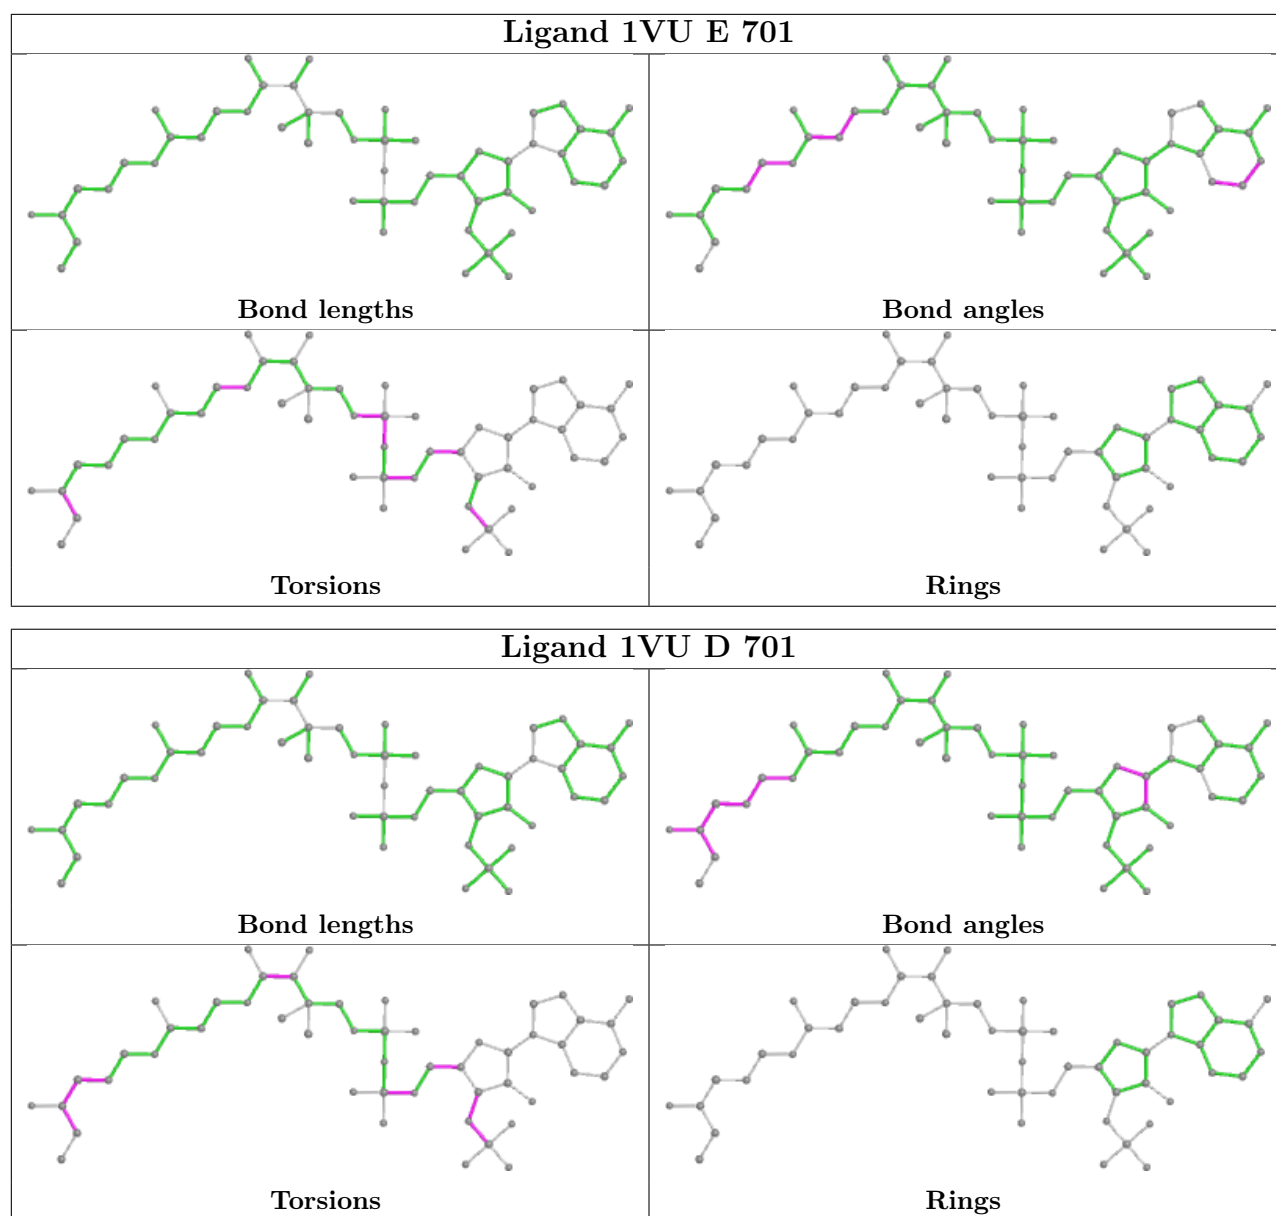 Ligand 1VU E 701
Bond lengths
Bond angles
Torsions
Rings
Ligand 1VU D 701
Bond lengths
Bond angles
Torsions
Rings